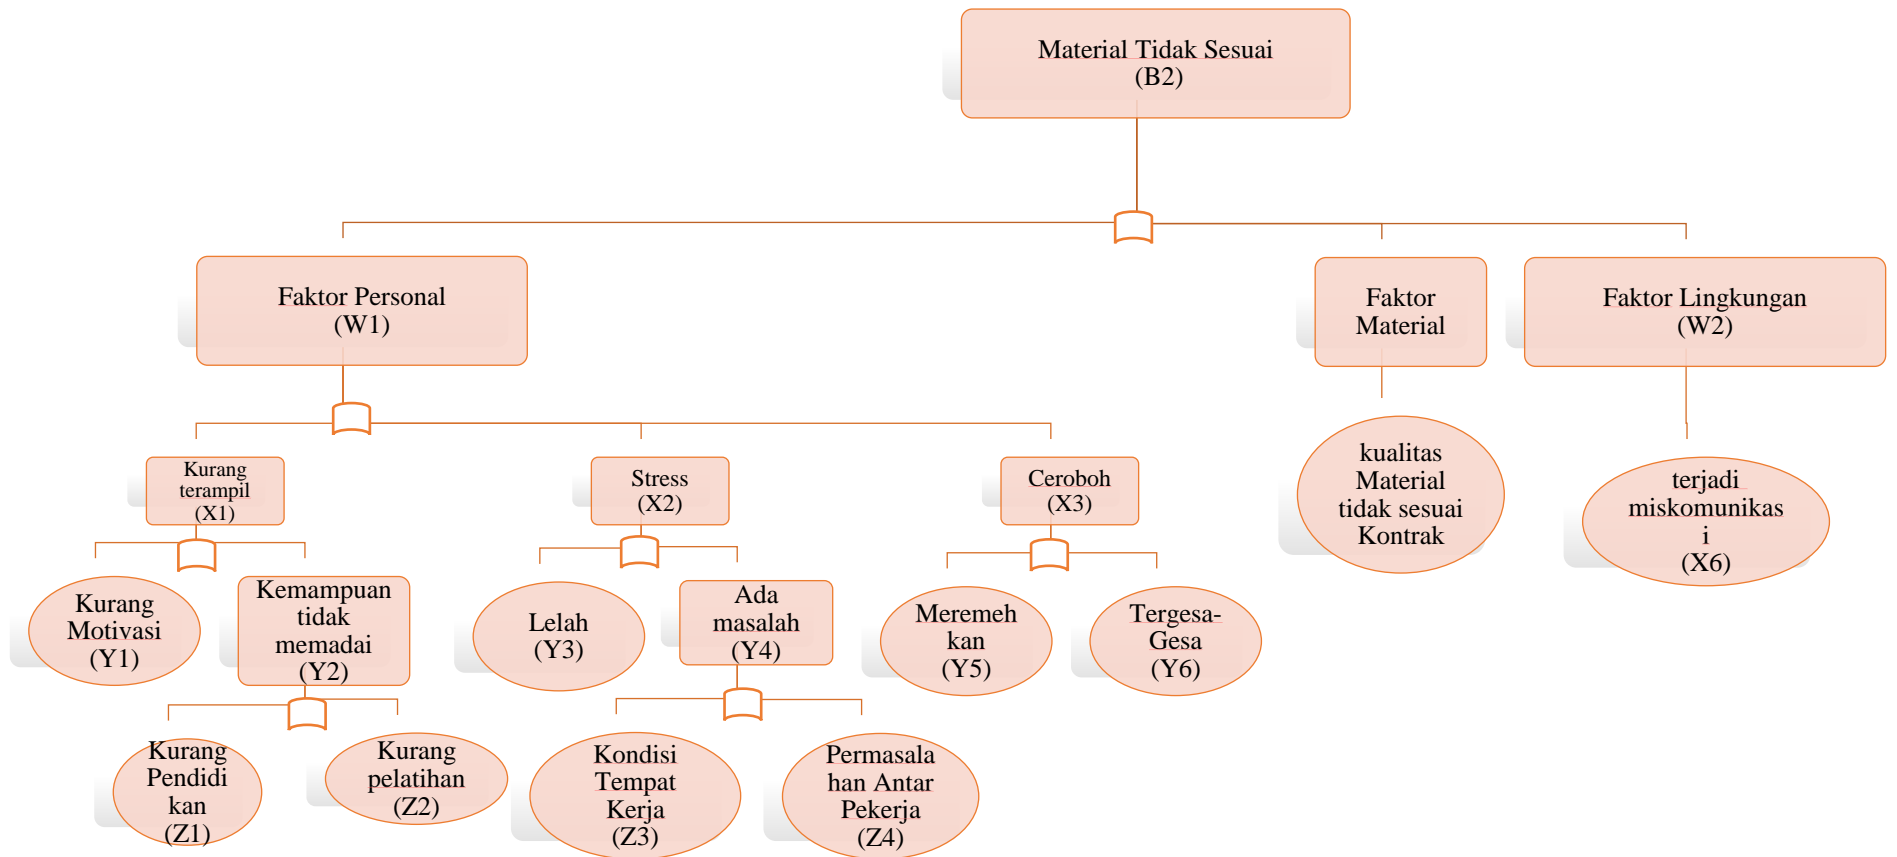 Material Tidak Sesuai
(B2)
Faktor Personal
(W1)
Faktor
Material
Faktor Lingkungan
(W2)
Kurang
terampil
(X1)
Stress
(X2)
Ceroboh
(X3)
kualitas
Material
tidak sesuai
Kontrak
terjadi
miskomunikas
i
(X6)
Kurang
Motivasi
(Y1)
Kemampuan
tidak
memadai
(Y2)
Lelah
(Y3)
Ada
masalah
(Y4)
Meremeh
kan
(Y5)
Tergesa-
Gesa
(Y6)
Kurang
Pendidi
kan
(Z1)
Kurang
pelatihan
(Z2)
Kondisi
Tempat
Kerja
(Z3)
Permasala
han Antar
Pekerja
(Z4)